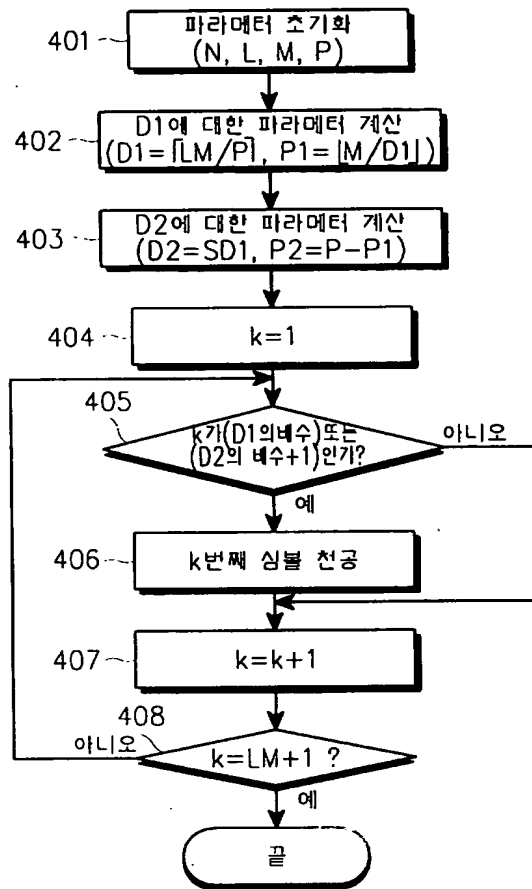 401
파라메터 초기화
(N, L, M, P)
402
D1에 대한 파라메터 계산
(D1=⌈LM/P⌉, P1=⌊M/D1⌋)
403
D2에 대한 파라메터 계산
(D2=SD1, P2=P-P1)
404
k=1
405
k가(D1의배수)또는
(D2의 배수+1)인가?
아니오
예
406
k번째 심볼 천공
407
k=k+1
408
아니오
k=LM+1 ?
예
끝